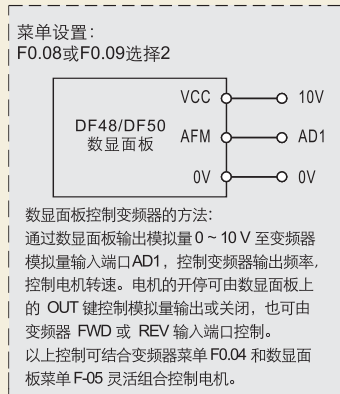 菜单设置：
F0.08或F0.09选择2
VCC 10V
DF48/DF50 AFM AD1
数显面板
0V 0V
数显面板控制变频器的方法：
通过数显面板输出模拟量0~10 V 至变频器
模拟量输入端口AD1，控制变频器输出频率，
控制电机转速。电机的开停可由数显面板上
的 OUT 键控制模拟量输出或关闭，也可由
变频器 FWD 或 REV 输入端口控制。
以上控制可结合变频器菜单 F0.04 和数显面
板菜单 F-05 灵活组合控制电机。